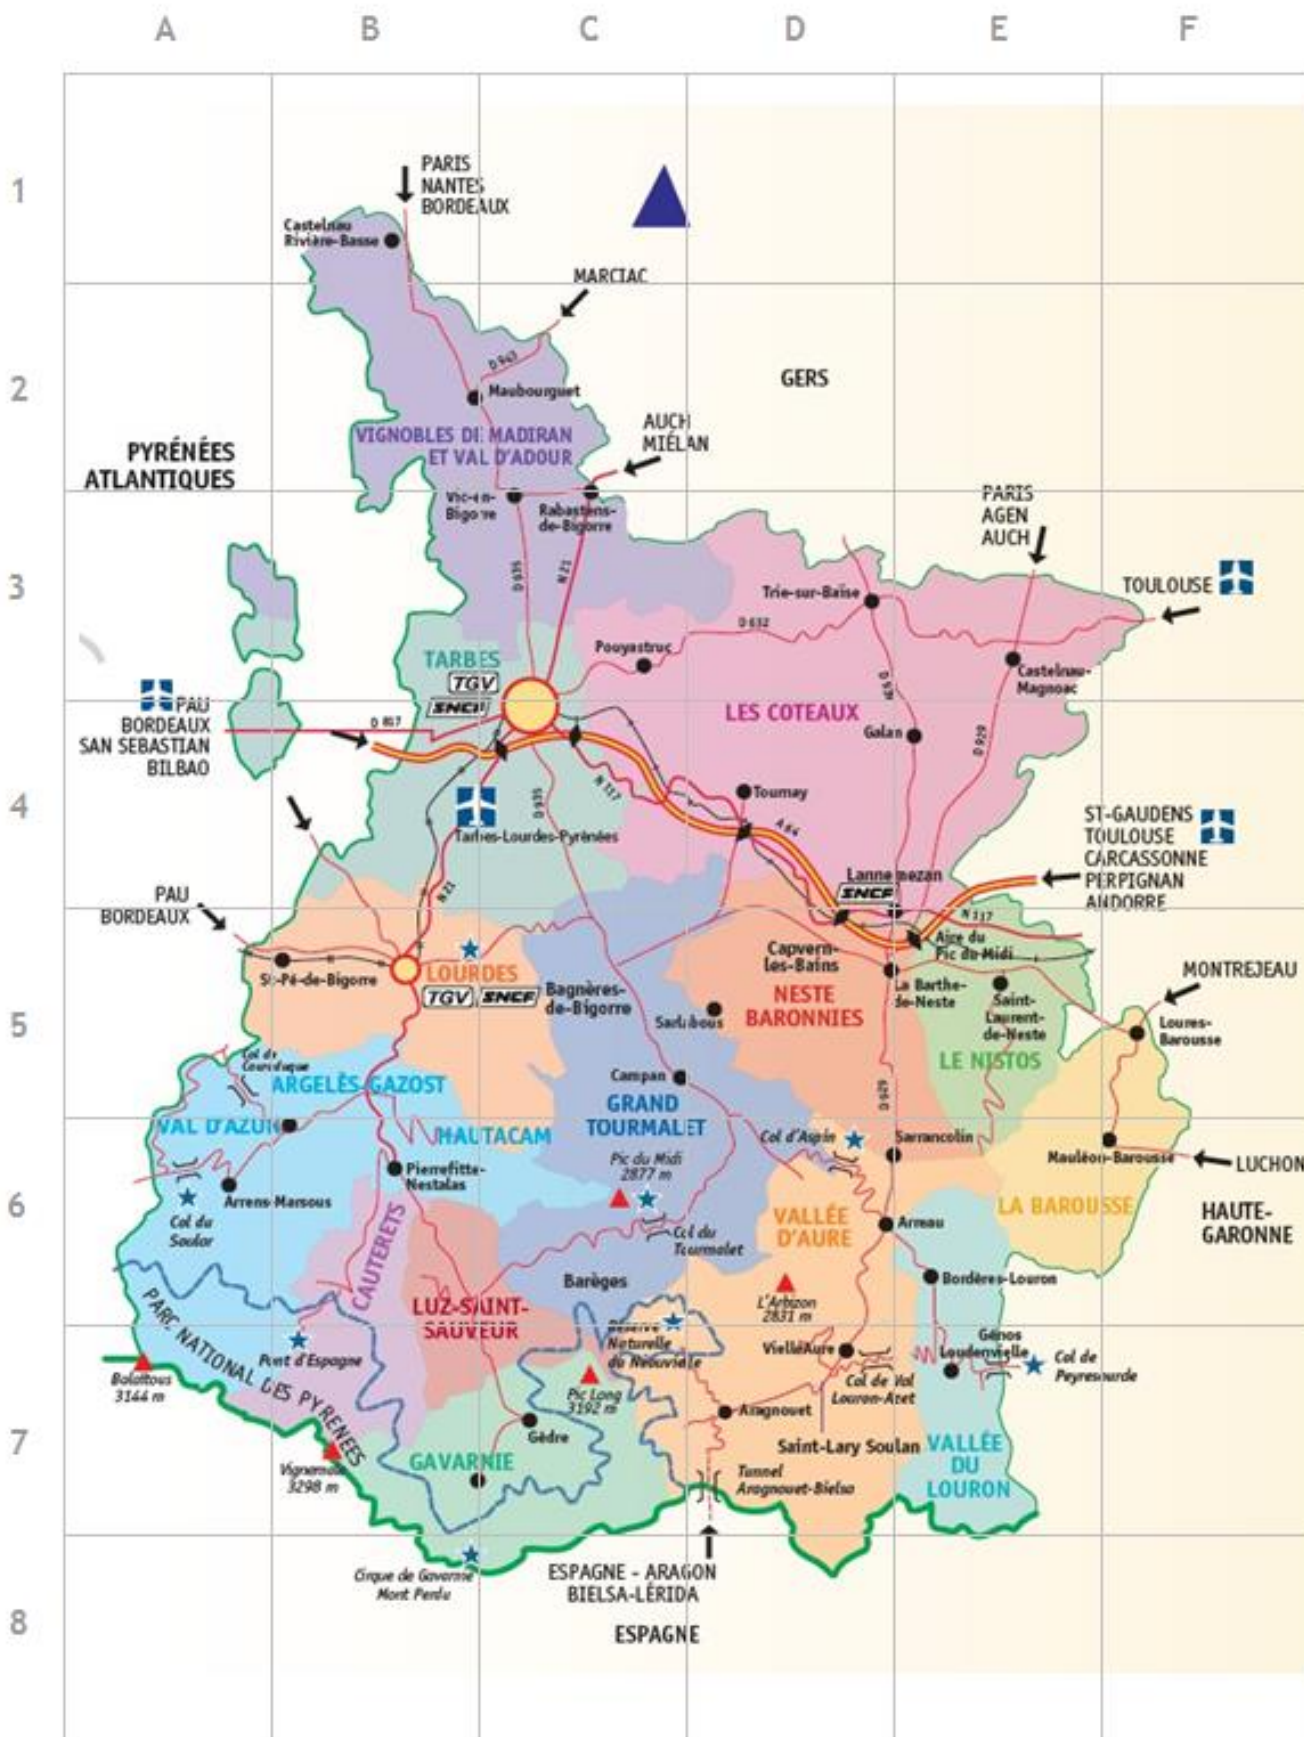 A B C D E F
1
PARIS
NANTES
BORDEAUX
Castelnau
Rivière-Basse
MARCIAC
D 943
2
GERS
Maubourguet
AUCH
MIÉLAN
VIGNOBLES DE MADIRAN
ET VAL D'ADOUR
PYRÉNÉES
ATLANTIQUES
Vic-en-
Bigorre
Rabastens-
de-Bigorre
PARIS
AGEN
AUCH
3
D 935
N 21
TOULOUSE
Trie-sur-Baïse
D 632
Pouyastruc
TARBES
TGV
SNCF
Castelnau-
Magnoac
D 939
PAU
BORDEAUX
SAN SEBASTIAN
BILBAO
D 817
LES COTEAUX
Galan
D 929
4
N 117
Tournay
D 935
A 64
Tarbes-Lourdes-Pyrénées
ST-GAUDENS
TOULOUSE
CARCASSONNE
PERPIGNAN
ANDORRE
Lannemezan
SNCF
N 21
PAU
BORDEAUX
N 117
Aire du
Pic du Midi
Capvern-
les-Bains
St-Pé-de-Bigorre
LOURDES
TGV
SNCF
Bagnères-
de-Bigorre
NESTE
BARONNIES
La Barthe-
de-Neste
Saint-
Laurent-
de-Neste
MONTREJEAU
5
Sarlabous
Loures-
Barousse
Col de
LE NISTOS
ARGELÈS-GAZOST
Campan
D 929
GRAND
TOURMALET
VAL D'AZUN
HAUTACAM
Col d'Aspin
Sarrancolin
Mauléon-Barousse
LUCHON
Pic du Midi
2877 m
Pierrefitte-
Nestalas
6
Arrens-Marsous
Col du
Soulor
CAUTERETS
Col du
Tourmalet
VALLÉE
D'AURE
Arreau
LA BAROUSSE
HAUTE-
GARONNE
Barèges
Bordères-Louron
L'Arbizon
2831 m
LUZ-SAINT-
SAUVEUR
PARC NATIONAL DES PYRENEES
Réserve
Naturelle
du Néouvielle
Vielle Aure
Génos
Loudenvielle
Pont d'Espagne
Col de
Peyresourde
Balaïtous
3144 m
Col de Val
Louron-Azet
Pic Long
3192 m
Aragnouet
Gèdre
7
Saint-Lary Soulan
VALLÉE
DU
LOURON
GAVARNIE
Vignemale
3298 m
Tunnel
Aragnouet-Bielsa
Cirque de Gavarnie
Mont Perdu
ESPAGNE - ARAGON
BIELSA-LÉRIDA
8
ESPAGNE